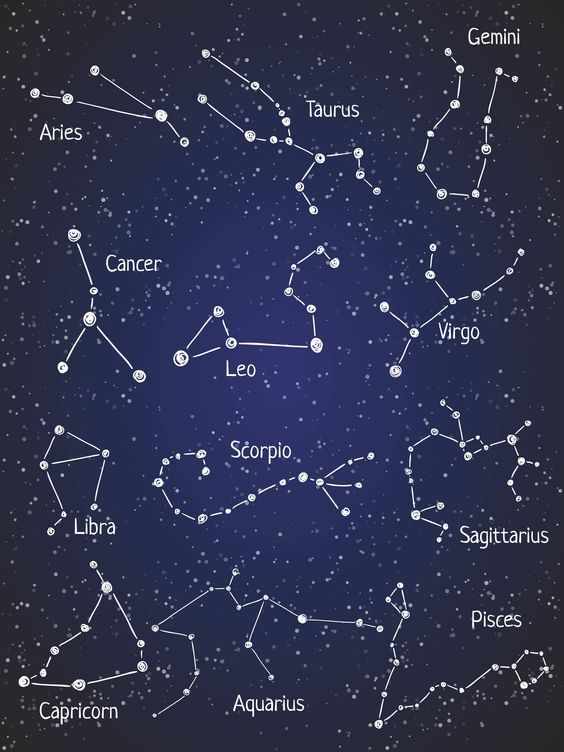 Gemini
Taurus
Aries
Cancer
Virgo
Leo
Scorpio
Libra
Sagittarius
Pisces
Aquarius
Capricorn